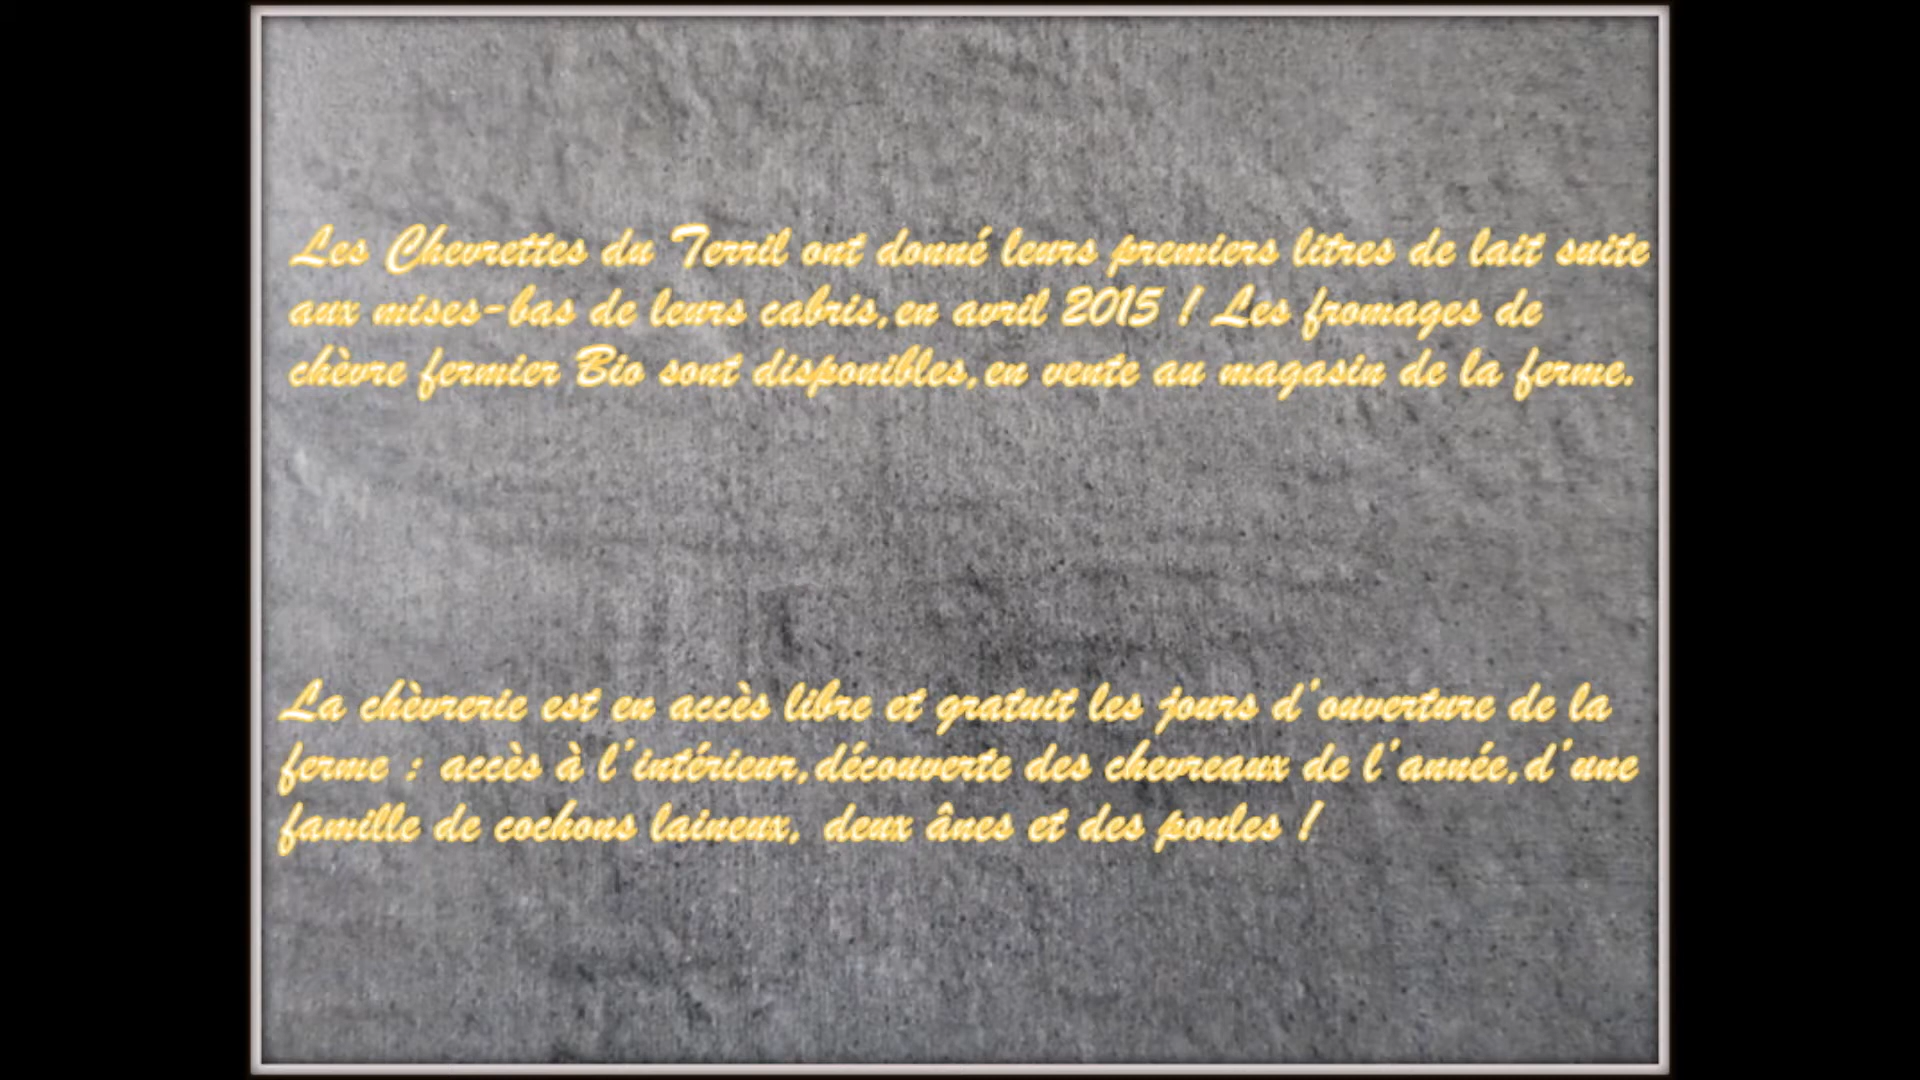 Les Chevrettes du Terril ont donné leurs premiers litres de lait suite
aux mises-bas de leurs cabris,en avril 2015 ! Les fromages de
chèvre fermier Bio sont disponibles,en vente au magasin de la ferme.
La chèvrerie est en accès libre et gratuit les jours d'ouverture de la
ferme : accès à l'intérieur,découverte des chevreaux de l'année,d'une
famille de cochons laineux, deux ânes et des poules !